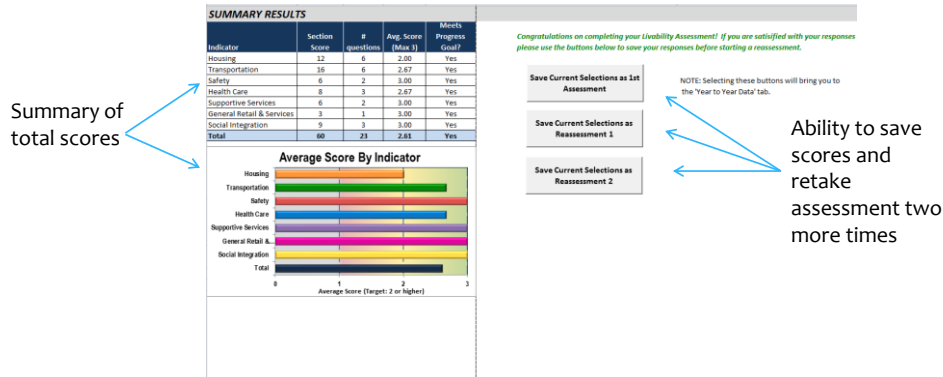 SUMMARY RESULTS
Indicator Section Score # questions Avg. Score (Max 3) Meets Progress Goal?
Housing 12 6 2.00 Yes
Transportation 16 6 2.67 Yes
Safety 6 2 3.00 Yes
Health Care 8 3 2.67 Yes
Supportive Services 6 2 3.00 Yes
General Retail & Services 3 1 3.00 Yes
Social Integration 9 3 3.00 Yes
Total 60 23 2.61 Yes
Average Score By Indicator
Housing
Transportation
Safety
Health Care
Supportive Services
General Retail &...
Social Integration
Total
0 1 2 3
Average Score (Target: 2 or higher)
Congratulations on completing your Livability Assessment! If you are satisified with your responses
please use the buttons below to save your responses before starting a reassessment.
Save Current Selections as 1st
Assessment
NOTE: Selecting these buttons will bring you to
the 'Year to Year Data' tab.
Save Current Selections as
Reassessment 1
Save Current Selections as
Reassessment 2
Summary of
total scores
Ability to save
scores and
retake
assessment two
more times